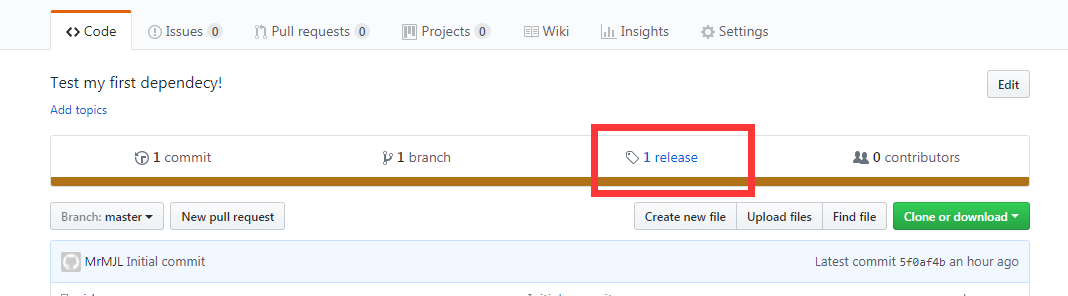 Code Issues 0 Pull requests 0 Projects 0 Wiki Insights Settings
Test my first dependecy!
Edit
Add topics
1 commit 1 branch 1 release 0 contributors
Branch: master New pull request Create new file Upload files Find file Clone or download
MrMJL Initial commit Latest commit 5f0af4b an hour ago